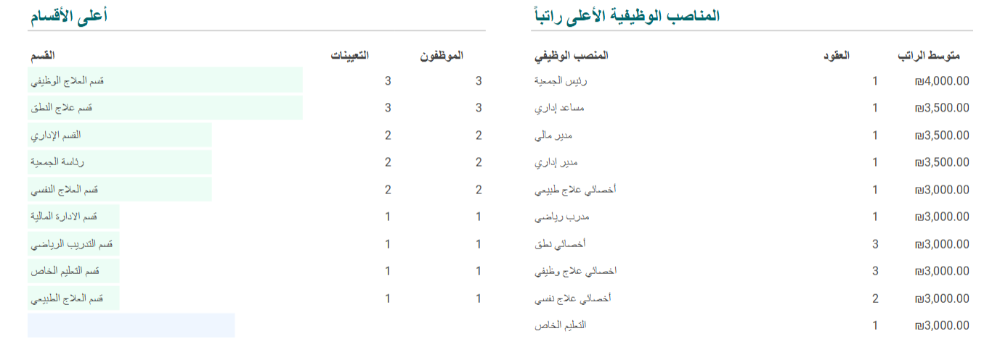 أعلى الأقسام
القسم التعيينات الموظفون
قسم العلاج الوظيفي 3 3
قسم علاج النطق 3 3
القسم الإداري 2 2
رئاسة الجمعية 2 2
قسم العلاج النفسي 2 2
قسم الادارة المالية 1 1
قسم التدريب الرياضي 1 1
قسم التعليم الخاص 1 1
قسم العلاج الطبيعي 1 1
المناصب الوظيفية الأعلى راتباً
المنصب الوظيفي العقود متوسط الراتب
رئيس الجمعية 1 ₪4,000.00
مساعد إداري 1 ₪3,500.00
مدير مالي 1 ₪3,500.00
مدير إداري 1 ₪3,500.00
أخصائي علاج طبيعي 1 ₪3,000.00
مدرب رياضي 1 ₪3,000.00
أخصائي نطق 3 ₪3,000.00
اخصائي علاج وظيفي 3 ₪3,000.00
أخصائي علاج نفسي 2 ₪3,000.00
التعليم الخاص 1 ₪3,000.00